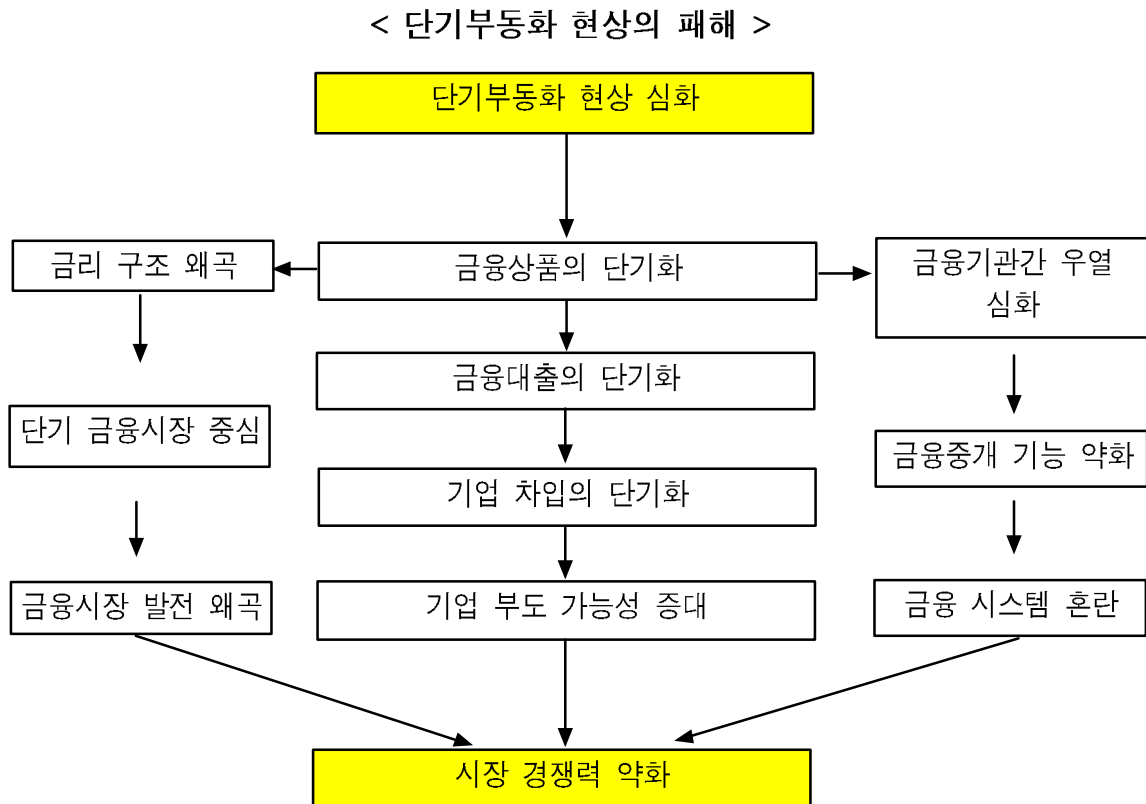 < 단기부동화 현상의 패해 >
단기부동화 현상 심화
금리 구조 왜곡
금융상품의 단기화
금융기관간 우열
심화
금융대출의 단기화
단기 금융시장 중심
금융중개 기능 약화
기업 차입의 단기화
금융시장 발전 왜곡
기업 부도 가능성 증대
금융 시스템 혼란
시장 경쟁력 약화